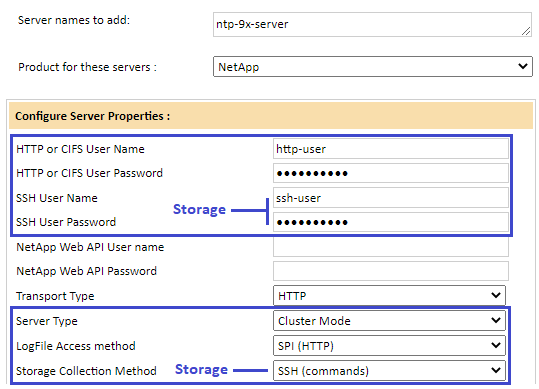 Server names to add:
ntp-9x-server
Product for these servers :
NetApp
Configure Server Properties :
HTTP or CIFS User Name
http-user
HTTP or CIFS User Password
●●●●●●●●●●
SSH User Name
ssh-user
Storage
SSH User Password
●●●●●●●●●●
NetApp Web API User name
NetApp Web API Password
Transport Type
HTTP
Server Type
Cluster Mode
LogFile Access method
SPI (HTTP)
Storage Collection Method
Storage
SSH (commands)